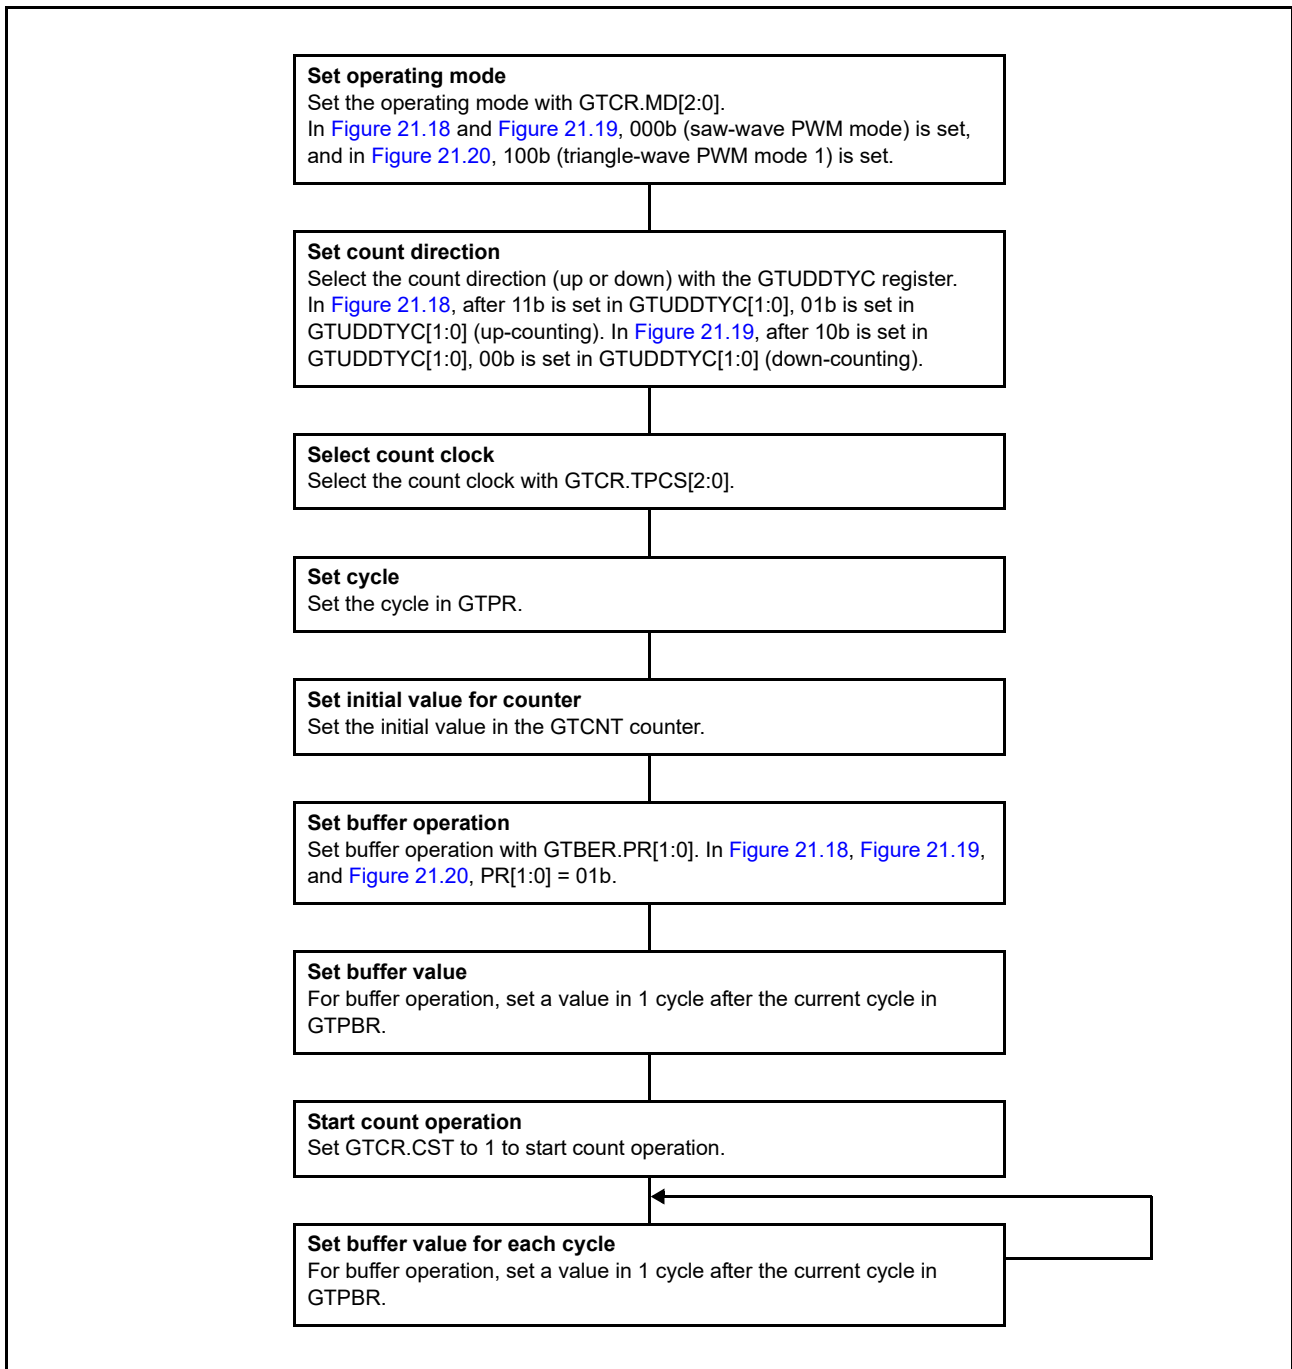 Set operating mode
Set the operating mode with GTCR.MD[2:0].
In Figure 21.18 and Figure 21.19, 000b (saw-wave PWM mode) is set,
and in Figure 21.20, 100b (triangle-wave PWM mode 1) is set.
Set count direction
Select the count direction (up or down) with the GTUDDTYC register.
In Figure 21.18, after 11b is set in GTUDDTYC[1:0], 01b is set in
GTUDDTYC[1:0] (up-counting). In Figure 21.19, after 10b is set in
GTUDDTYC[1:0], 00b is set in GTUDDTYC[1:0] (down-counting).
Select count clock
Select the count clock with GTCR.TPCS[2:0].
Set cycle
Set the cycle in GTPR.
Set initial value for counter
Set the initial value in the GTCNT counter.
Set buffer operation
Set buffer operation with GTBER.PR[1:0]. In Figure 21.18, Figure 21.19,
and Figure 21.20, PR[1:0] = 01b.
Set buffer value
For buffer operation, set a value in 1 cycle after the current cycle in
GTPBR.
Start count operation
Set GTCR.CST to 1 to start count operation.
Set buffer value for each cycle
For buffer operation, set a value in 1 cycle after the current cycle in
GTPBR.